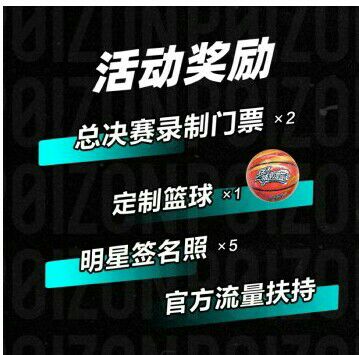 活动奖励
总决赛录制门票 ×2
定制篮球 ×1
明星签名照 ×5
官方流量扶持